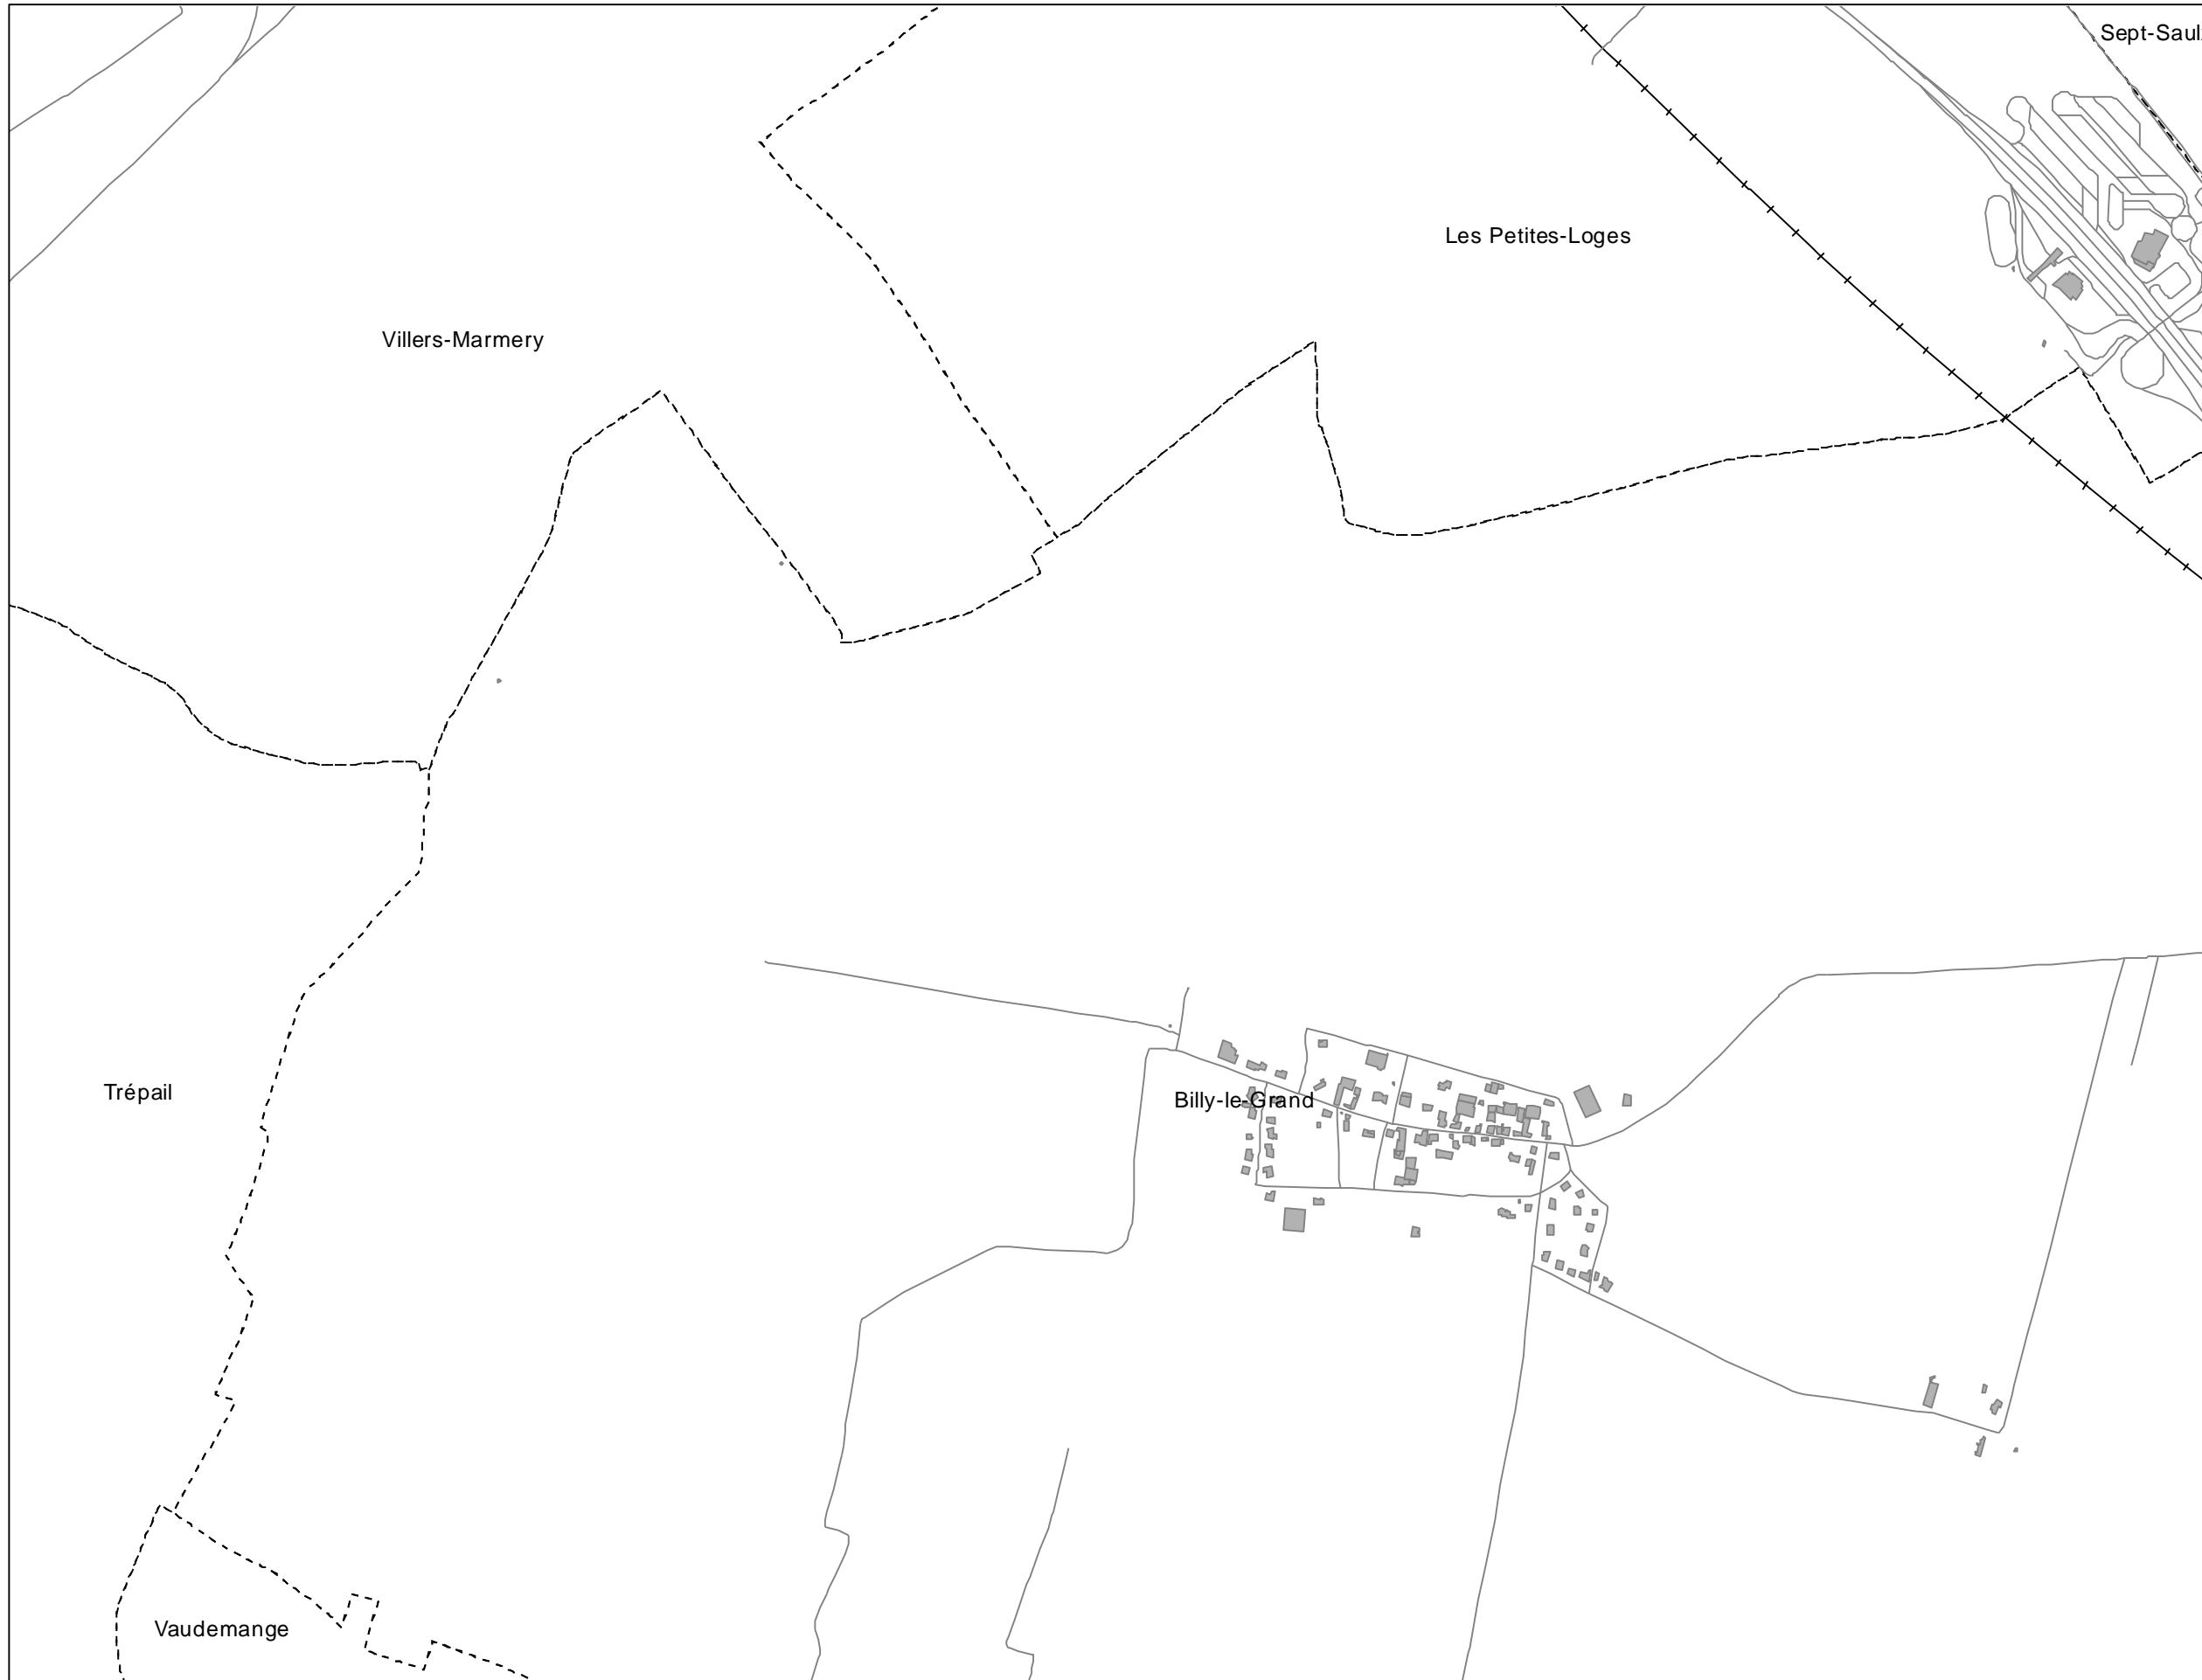 Sept-Saul
Les Petites-Loges
Villers-Marmery
Trépail
Billy-le-Grand
Vaudemange